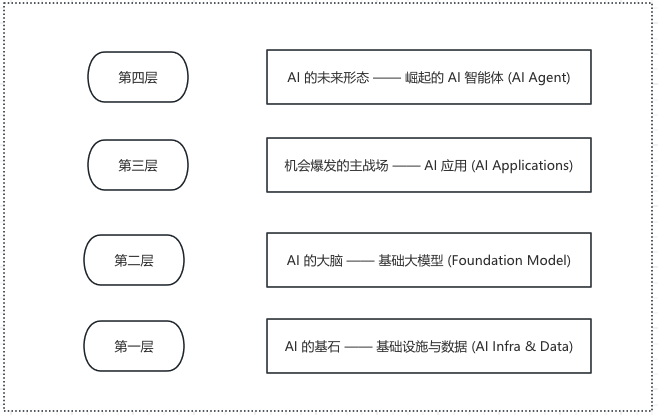 第四层
AI 的未来形态 —— 崛起的 AI 智能体 (AI Agent)
第三层
机会爆发的主战场 —— AI 应用 (AI Applications)
第二层
AI 的大脑 —— 基础大模型 (Foundation Model)
第一层
AI 的基石 —— 基础设施与数据 (AI Infra & Data)